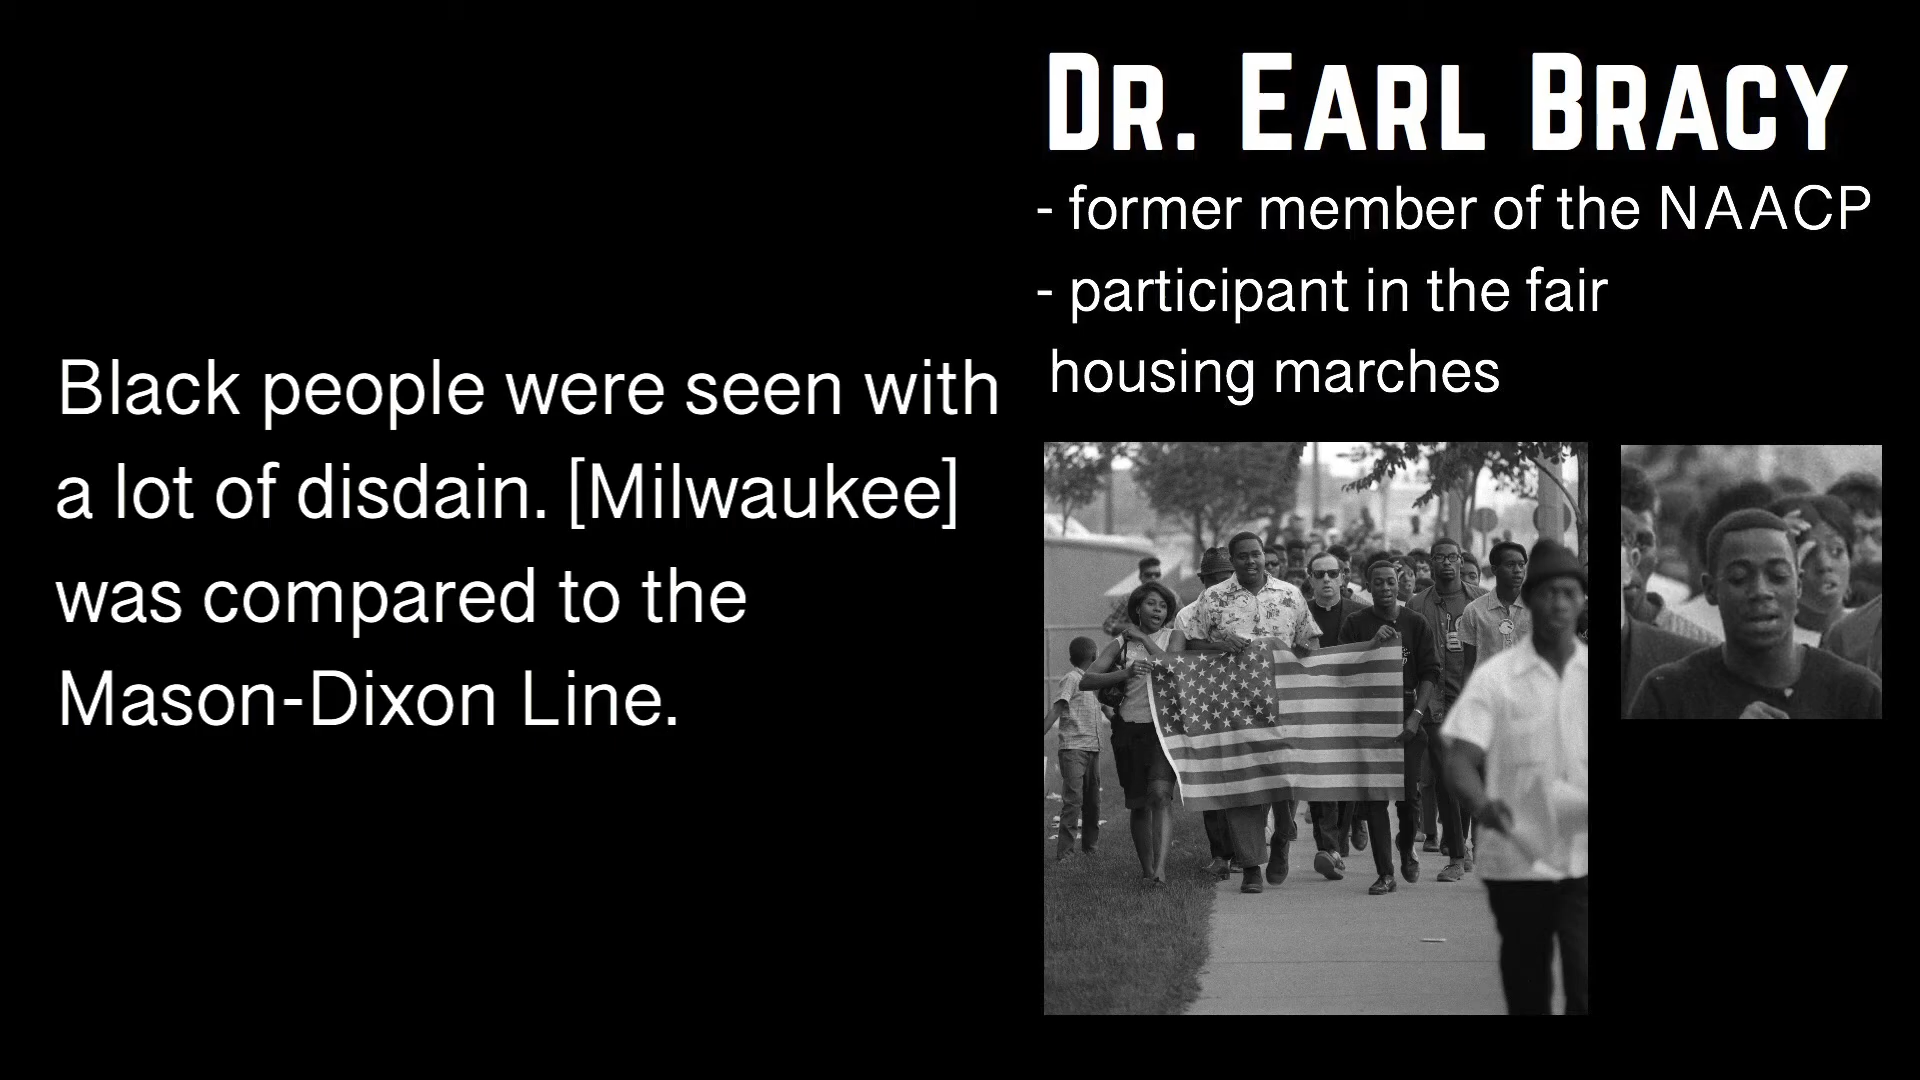 Dr. Earl Bracy
- former member of the NAACP
- participant in the fair
housing marches
Black people were seen with
a lot of disdain. [Milwaukee]
was compared to the
Mason-Dixon Line.